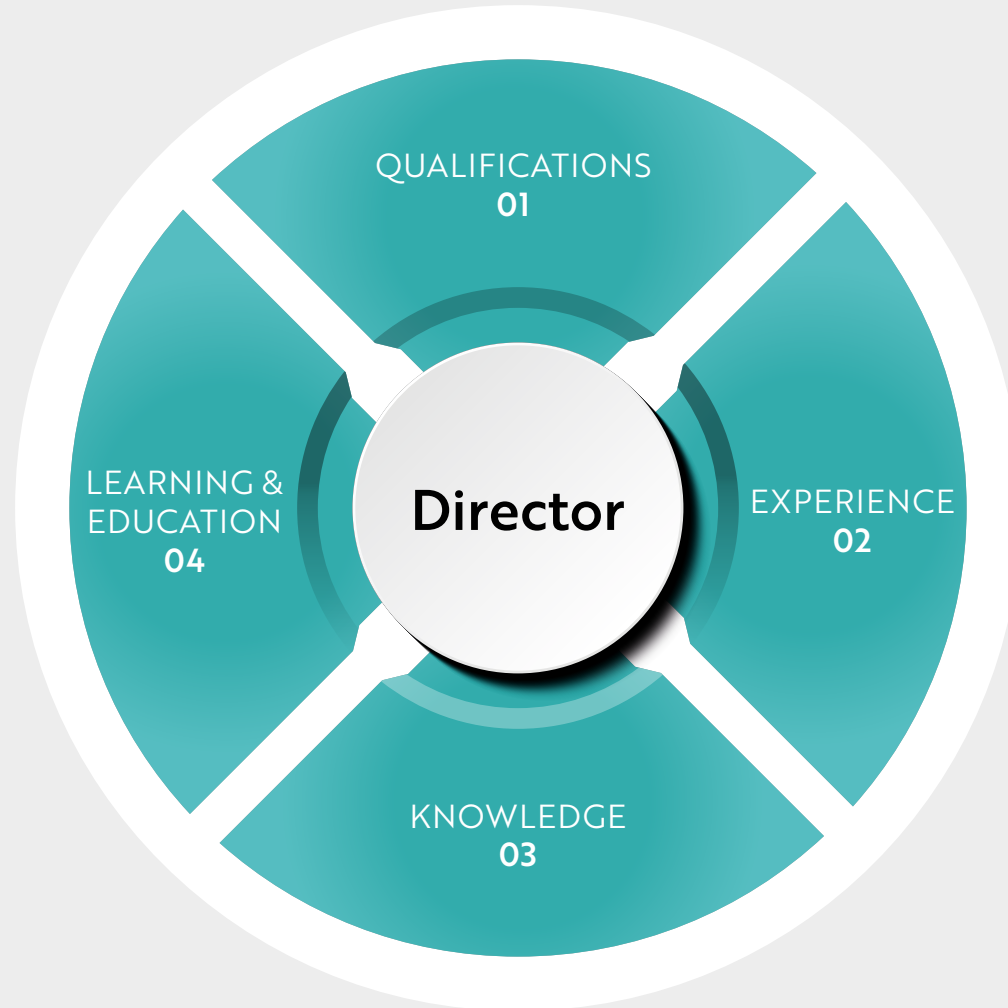 QUALIFICATIONS
01
LEARNING &
EDUCATION
04
Director
EXPERIENCE
02
KNOWLEDGE
03